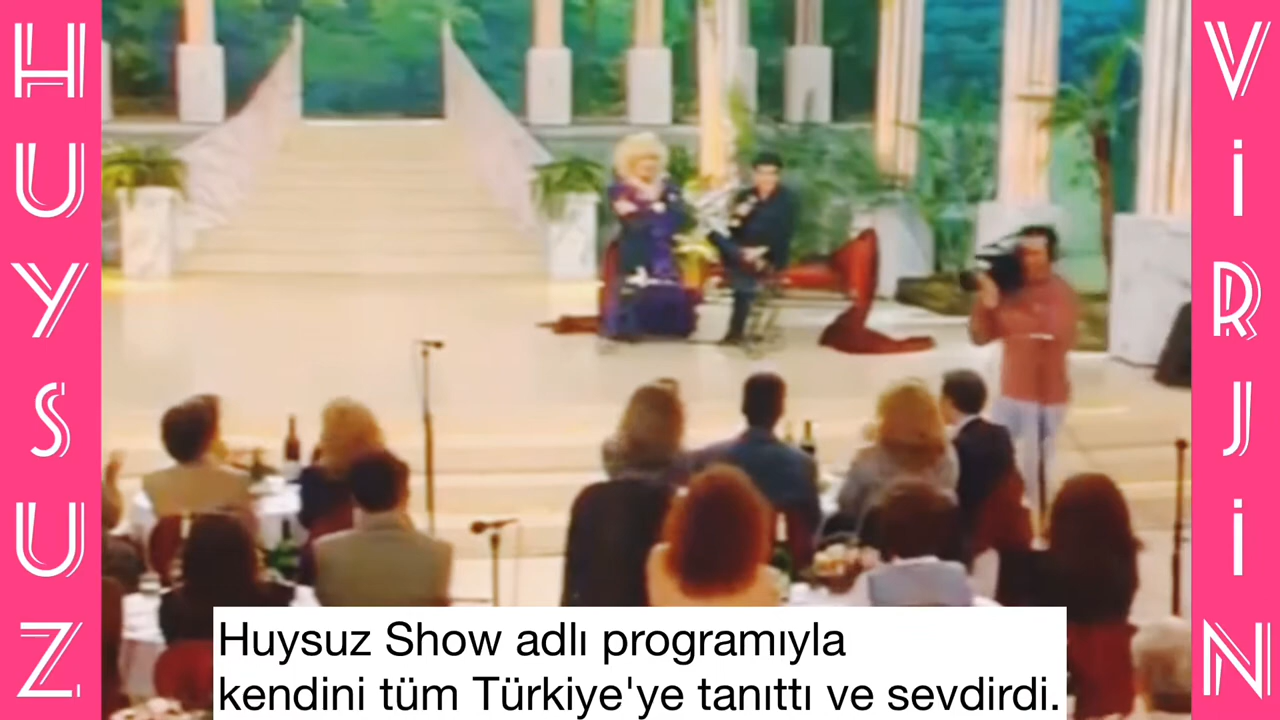 HUYSUZ
VİRJİN
Huysuz Show adlı programıyla
kendini tüm Türkiye'ye tanıttı ve sevdirdi.